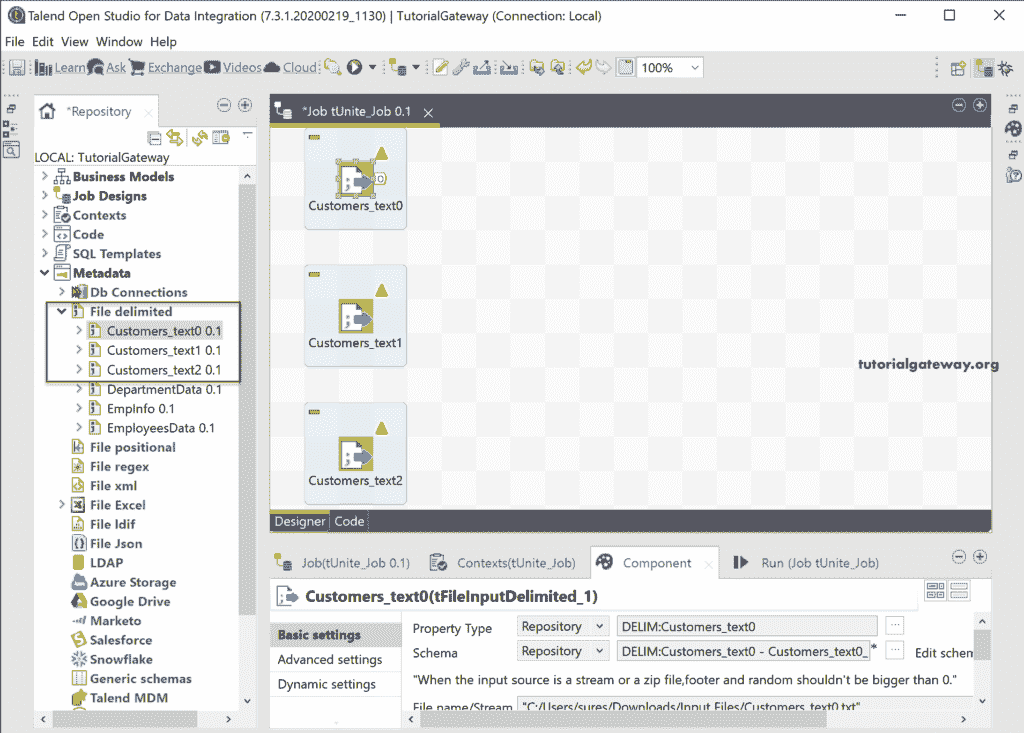 Talend Open Studio for Data Integration (7.3.1.20200219_1130) | TutorialGateway (Connection: Local)
File Edit View Window Help
Learn Ask Exchange Videos Cloud 100%
*Repository
*Job tUnite_Job 0.1
LOCAL: TutorialGateway
Business Models
Job Designs
Contexts
Code
SQL Templates
Metadata
Db Connections
File delimited
Customers_text0 0.1
Customers_text1 0.1
Customers_text2 0.1
DepartmentData 0.1
EmpInfo 0.1
EmployeesData 0.1
File positional
File regex
File xml
File Excel
File ldif
File Json
LDAP
Azure Storage
Google Drive
Marketo
Salesforce
Snowflake
Generic schemas
Talend MDM
Customers_text0
Customers_text1
Customers_text2
tutorialgateway.org
Designer Code
Job(tUnite_Job 0.1) Contexts(tUnite_Job) Component Run (Job tUnite_Job)
Customers_text0(tFileInputDelimited_1)
Basic settings
Advanced settings
Dynamic settings
Property Type Repository DELIM:Customers_text0 ...
Schema Repository DELIM:Customers_text0 - Customers_text0_ * ... Edit schem
"When the input source is a stream or a zip file,footer and random shouldn't be bigger than 0."
File name/Stream "C:/Users/sures/Downloads/Input Files/Customers_text0.txt"